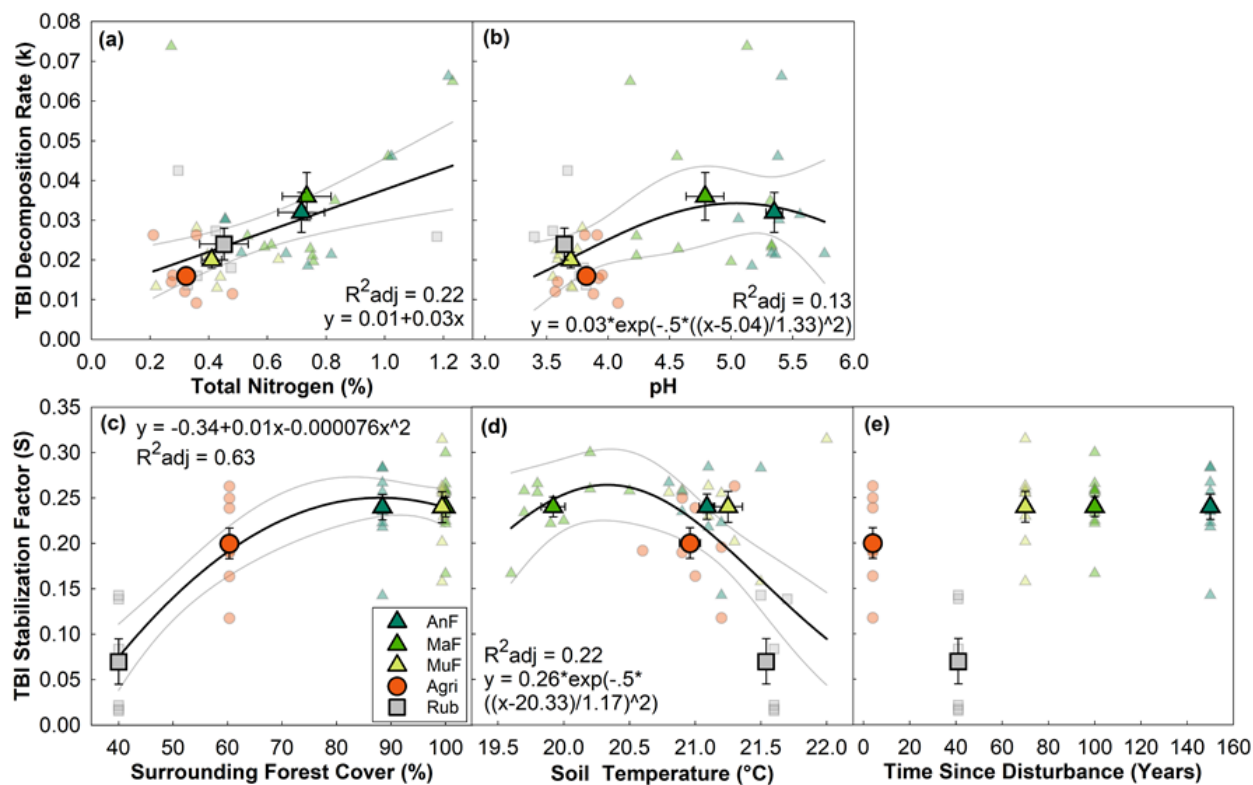 (a)
(b)
TBI Decomposition Rate (k)
0.08
0.07
0.06
0.05
0.04
0.03
0.02
0.01
0.00
R²adj = 0.22
y = 0.01+0.03x
R²adj = 0.13
y = 0.03*exp(-.5*((x-5.04)/1.33)^2)
0.0 0.2 0.4 0.6 0.8 1.0 1.2
3.0 3.5 4.0 4.5 5.0 5.5 6.0
Total Nitrogen (%)
pH
(c)
y = -0.34+0.01x-0.000076x^2
R²adj = 0.63
(d)
(e)
TBI Stabilization Factor (S)
0.35
0.30
0.25
0.20
0.15
0.10
0.05
0.00
AnF
MaF
MuF
Agri
Rub
R²adj = 0.22
y = 0.26*exp(-.5*
((x-20.33)/1.17)^2)
40 50 60 70 80 90 100
19.5 20.0 20.5 21.0 21.5 22.0
0 20 40 60 80 100 120 140 160
Surrounding Forest Cover (%)
Soil Temperature (°C)
Time Since Disturbance (Years)